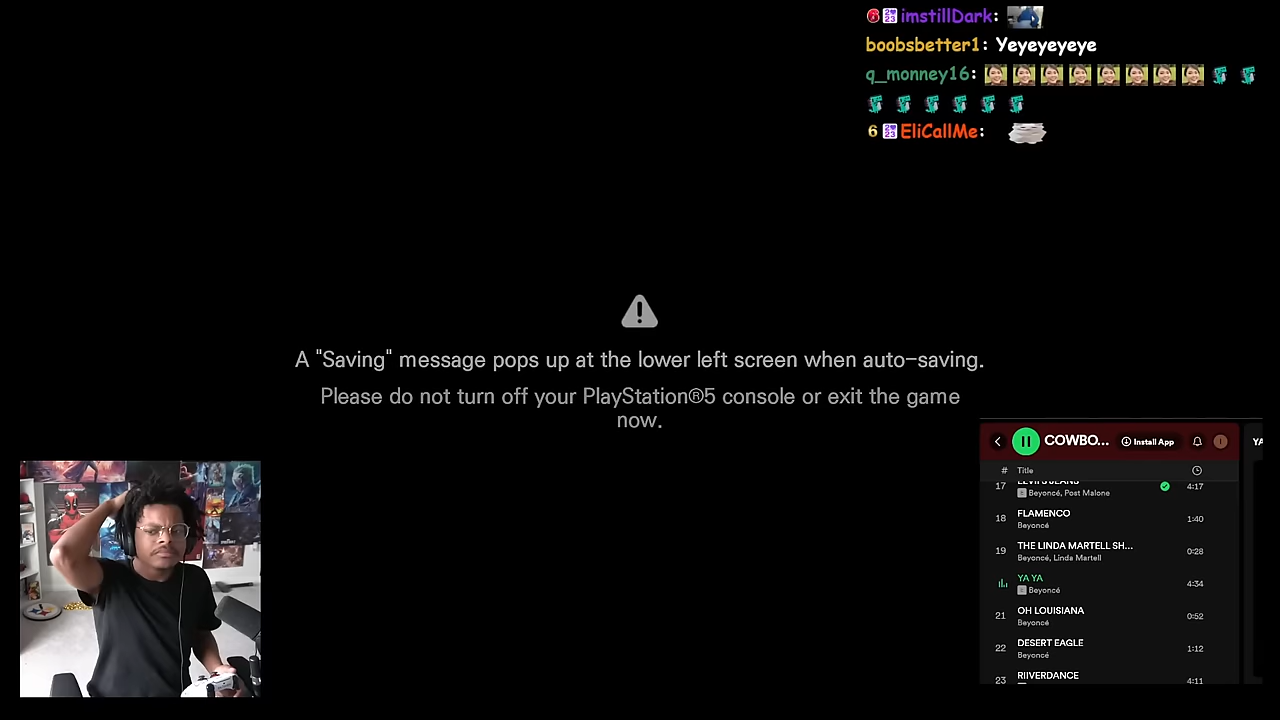 imstillDark:
boobsbetter1: Yeyeyeyeye
q_monney16:
6 EliCallMe:
A "Saving" message pops up at the lower left screen when auto-saving.
Please do not turn off your PlayStation®5 console or exit the game
now.
COWBO... Install App
# Title
17 4:17
Beyoncé, Post Malone
18 FLAMENCO 1:40
Beyoncé
19 THE LINDA MARTELL SH... 0:28
Beyoncé, Linda Martell
YA YA 4:34
Beyoncé
21 OH LOUISIANA 0:52
Beyoncé
22 DESERT EAGLE 1:12
Beyoncé
23 RIIVERDANCE 4:11